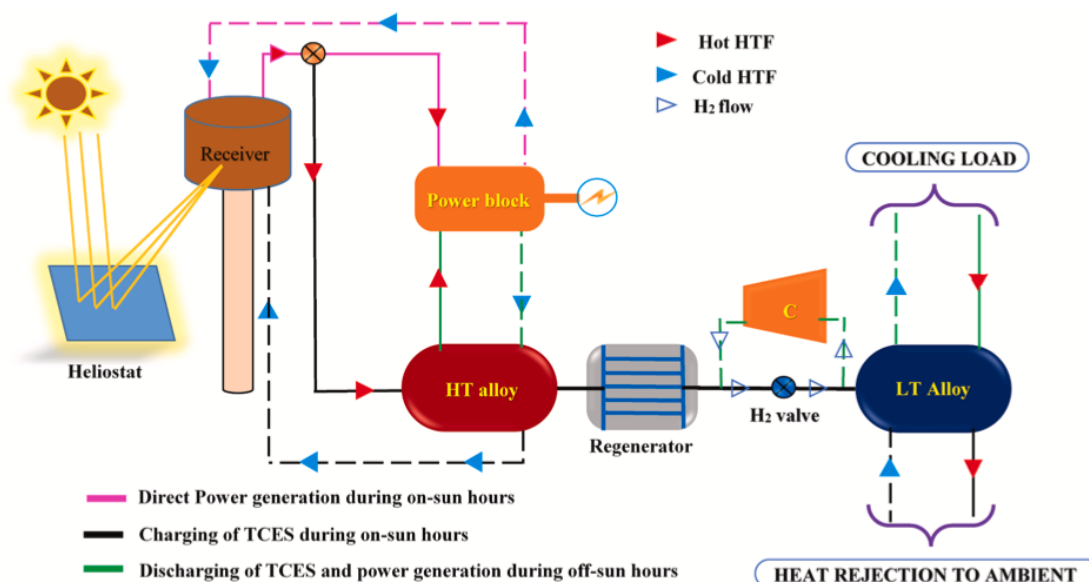 Hot HTF
Cold HTF
H₂ flow
Receiver
COOLING LOAD
Power block
C
Heliostat
HT alloy
LT Alloy
H₂ valve
Regenerator
Direct Power generation during on-sun hours
Charging of TCES during on-sun hours
Discharging of TCES and power generation during off-sun hours
HEAT REJECTION TO AMBIENT